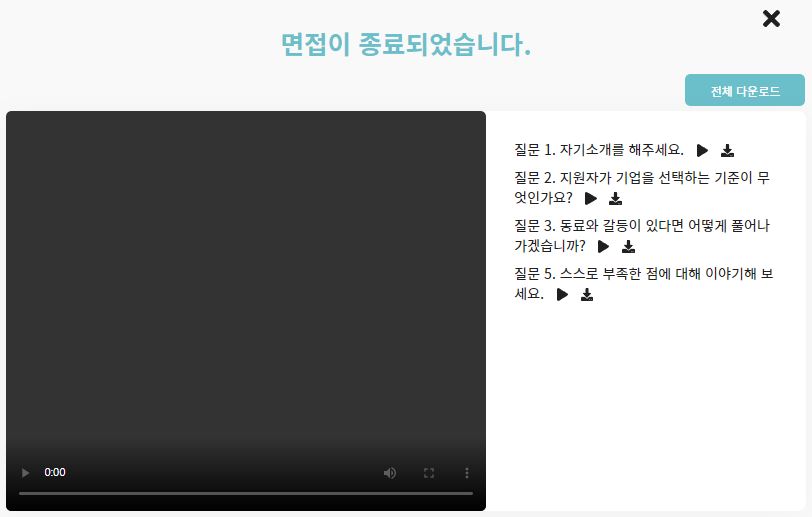 면접이 종료되었습니다.
전체 다운로드
질문 1. 자기소개를 해주세요.
질문 2. 지원자가 기업을 선택하는 기준이 무
엇인가요?
질문 3. 동료와 갈등이 있다면 어떻게 풀어나
가겠습니까?
질문 5. 스스로 부족한 점에 대해 이야기해 보
세요.
0:00